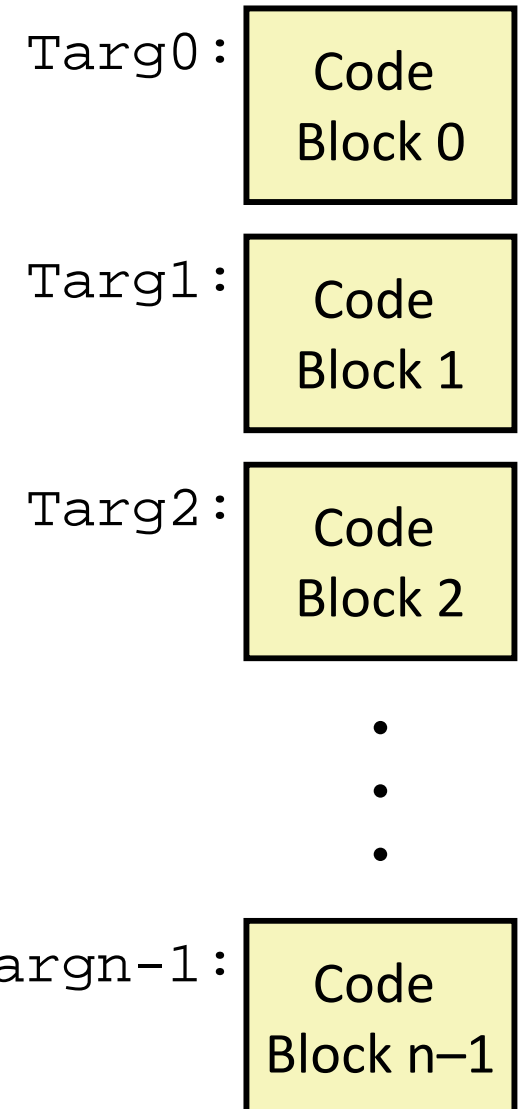 Targ0:
Code
Block 0
Targ1:
Code
Block 1
Targ2:
Code
Block 2
argn-1:
Code
Block n–1